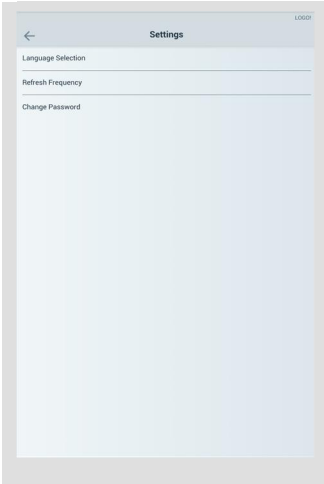 LOGO!
Settings
Language Selection
Refresh Frequency
Change Password